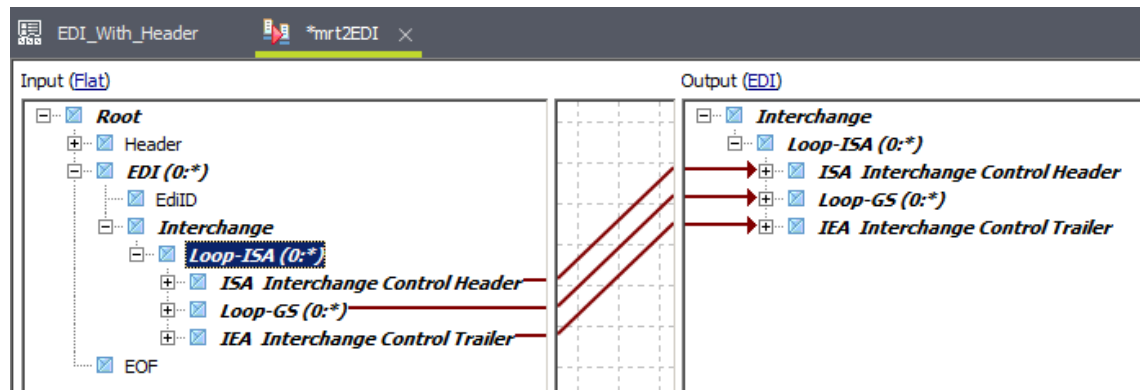 EDI_With_Header
*mrt2EDI
Input (Flat)
Output (EDI)
Root
Header
EDI (0:*)
EdiID
Interchange
Loop-ISA (0:*)
ISA Interchange Control Header
Loop-GS (0:*)
IEA Interchange Control Trailer
EOF
Interchange
Loop-ISA (0:*)
ISA Interchange Control Header
Loop-GS (0:*)
IEA Interchange Control Trailer